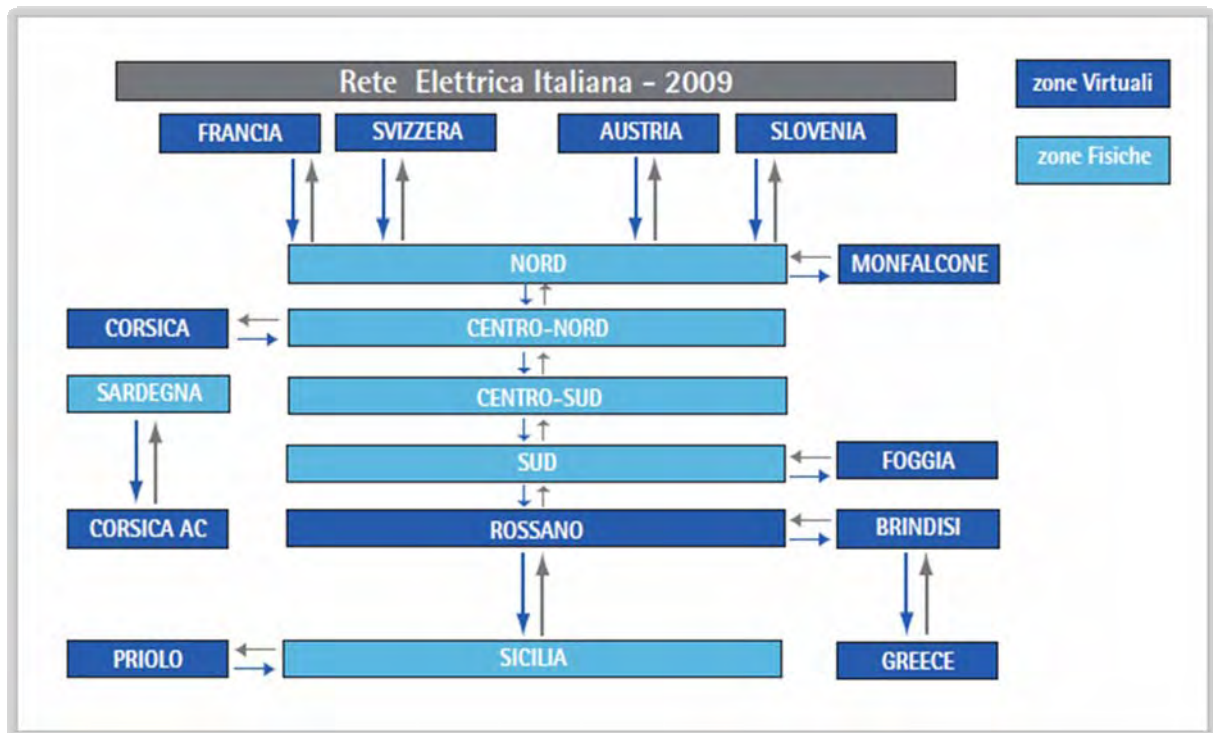 Rete Elettrica Italiana - 2009
zone Virtuali
FRANCIA
SVIZZERA
AUSTRIA
SLOVENIA
zone Fisiche
NORD
MONFALCONE
CORSICA
CENTRO-NORD
SARDEGNA
CENTRO-SUD
SUD
FOGGIA
CORSICA AC
ROSSANO
BRINDISI
PRIOLO
SICILIA
GREECE